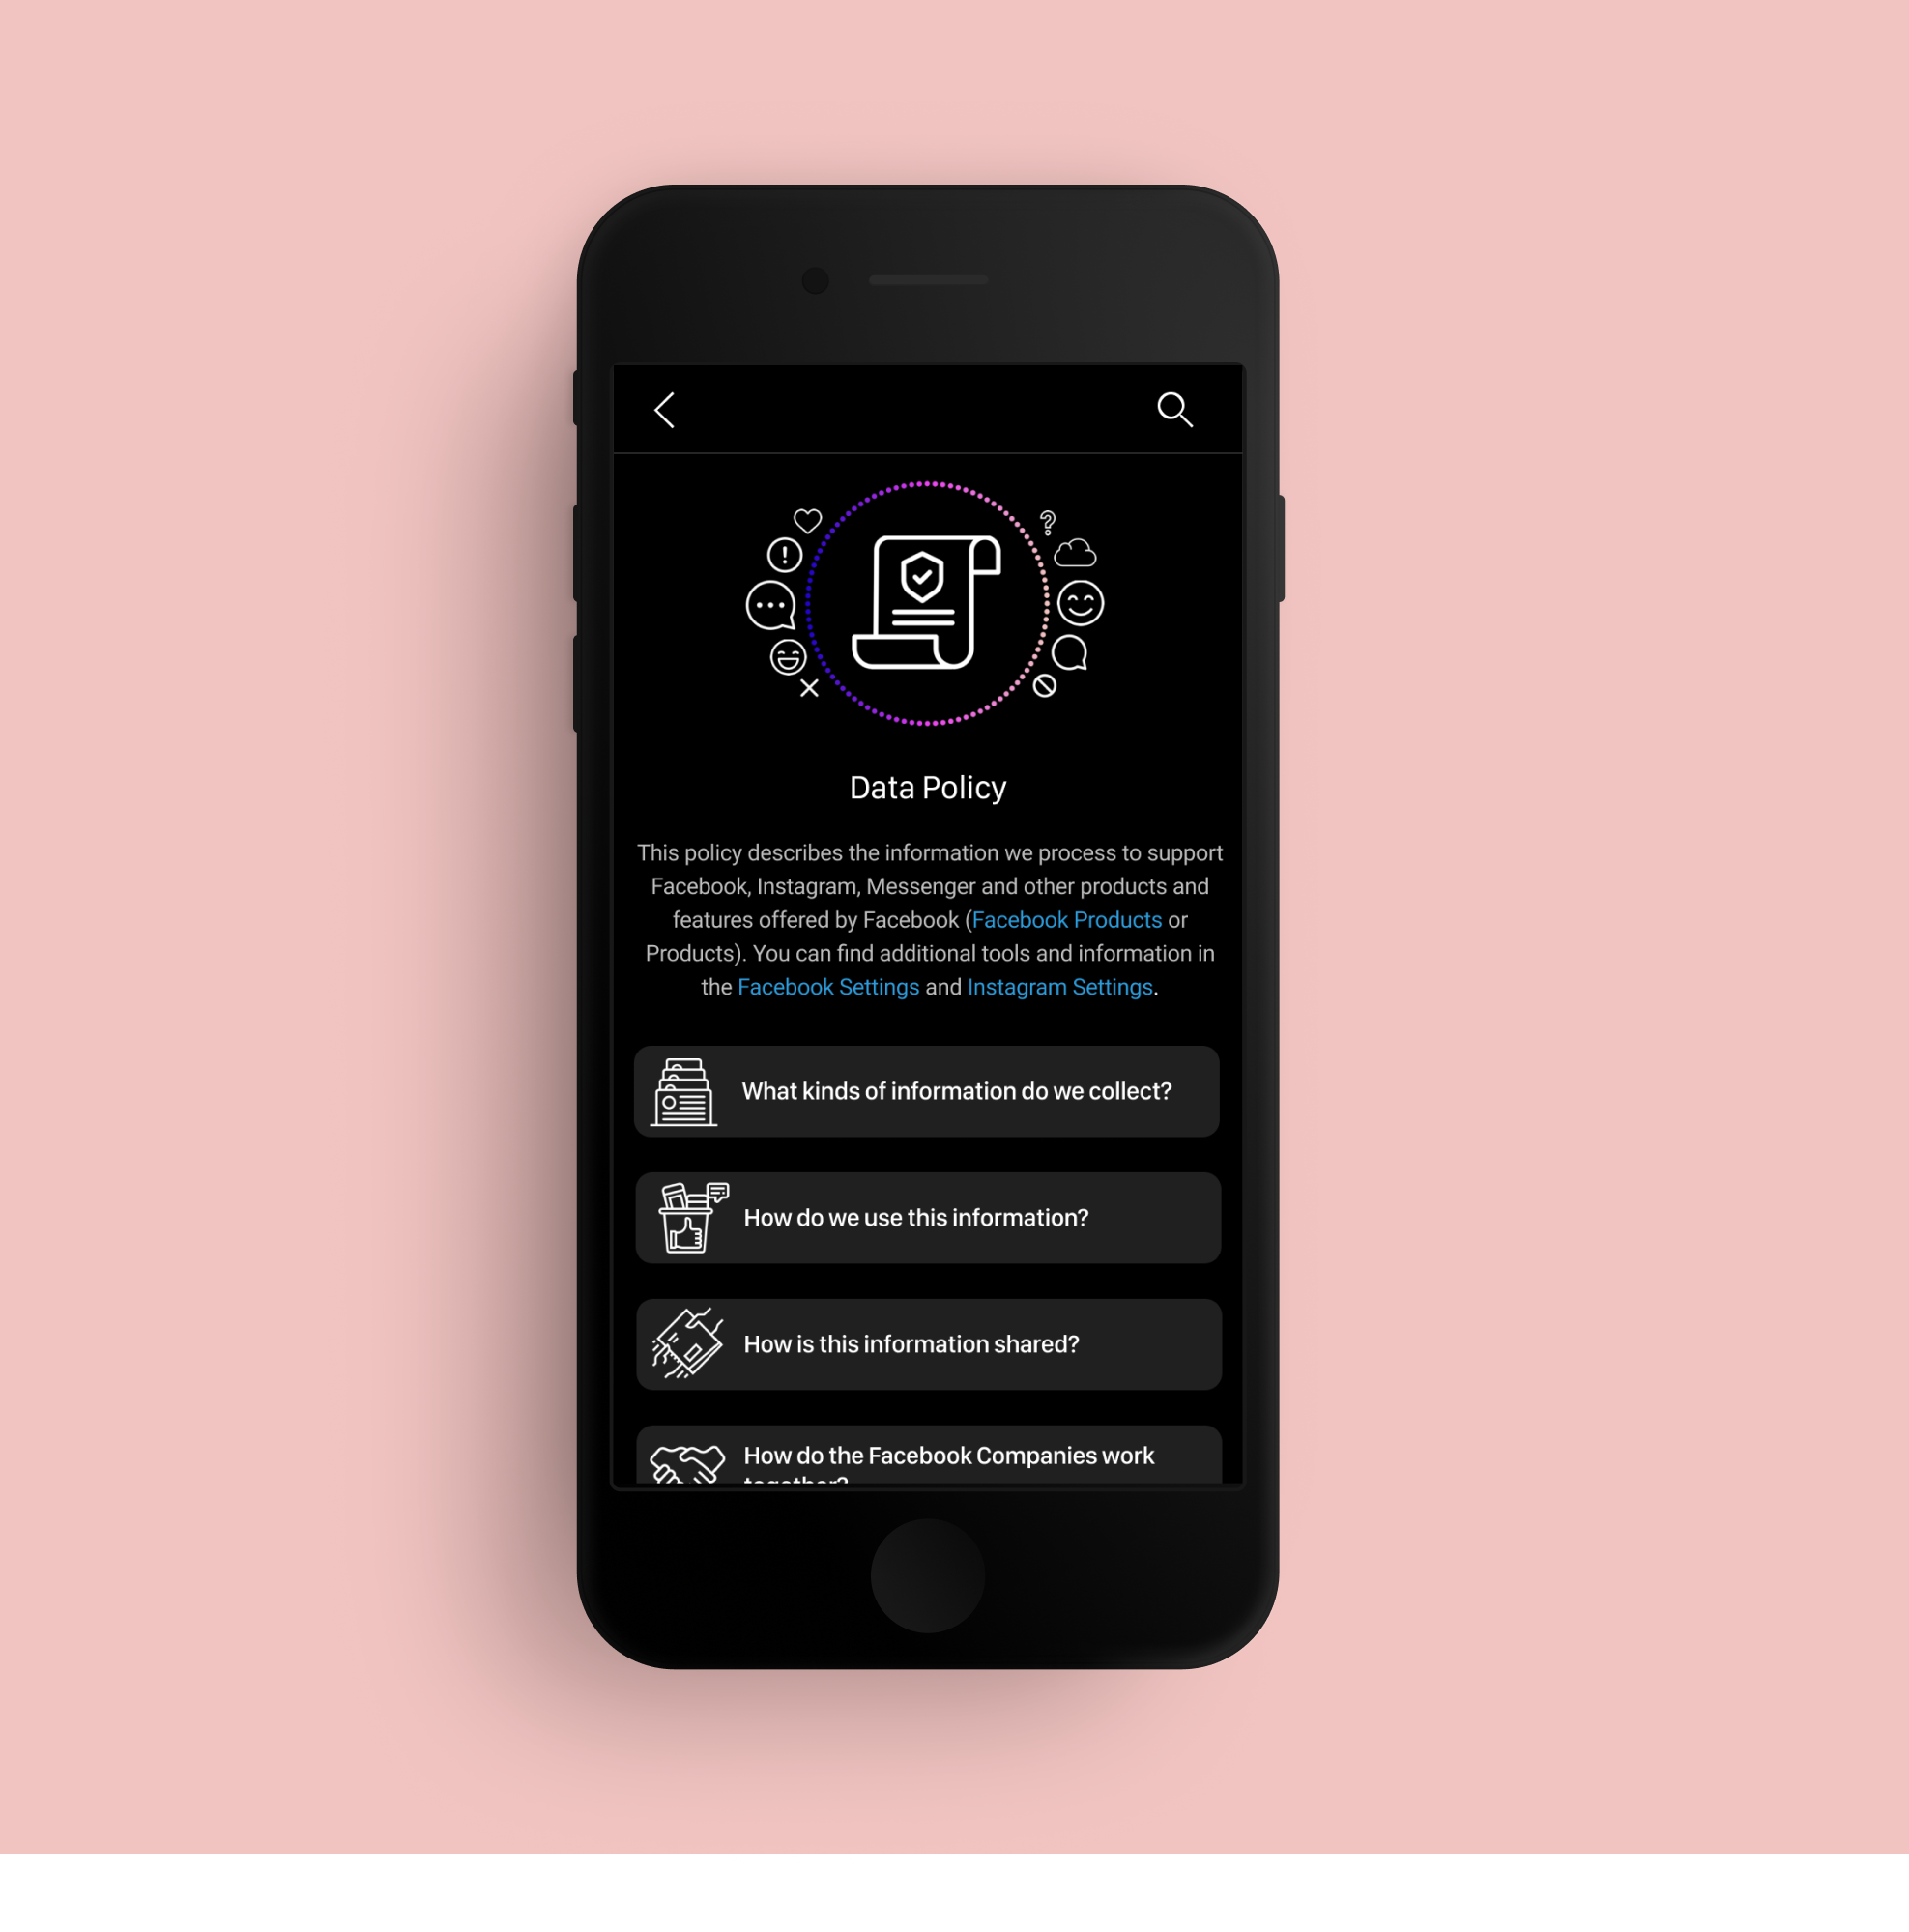 Data Policy
This policy describes the information we process to support
Facebook, Instagram, Messenger and other products and
features offered by Facebook (Facebook Products or
Products). You can find additional tools and information in
the Facebook Settings and Instagram Settings.
What kinds of information do we collect?
How do we use this information?
How is this information shared?
How do the Facebook Companies work
together?